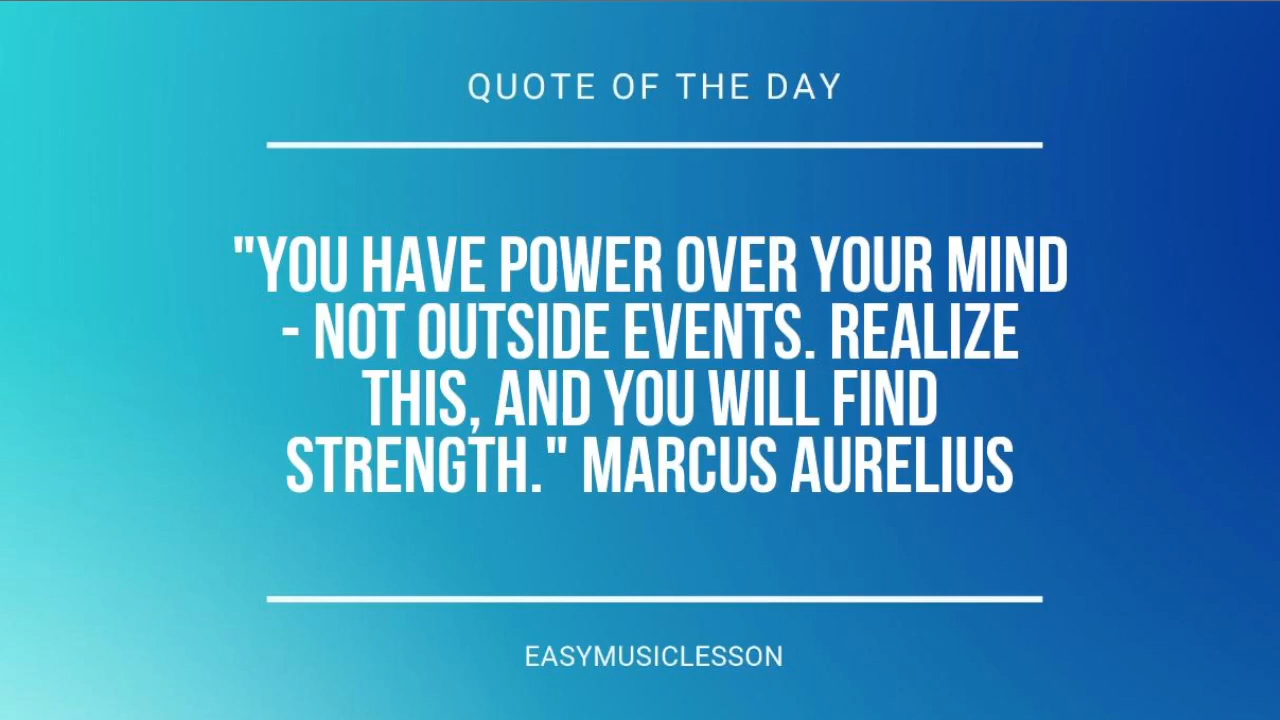 QUOTE OF THE DAY
"YOU HAVE POWER OVER YOUR MIND
- NOT OUTSIDE EVENTS. REALIZE
THIS, AND YOU WILL FIND
STRENGTH." MARCUS AURELIUS
EASYMUSICLESSON